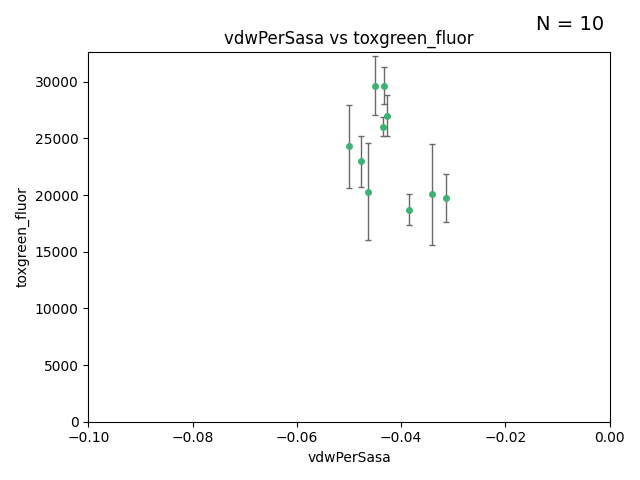 N = 10
vdwPerSasa vs toxgreen_fluor
30000
25000
20000
15000
10000
5000
0
toxgreen_fluor
−0.10 −0.08 −0.06 −0.04 −0.02 0.00
vdwPerSasa